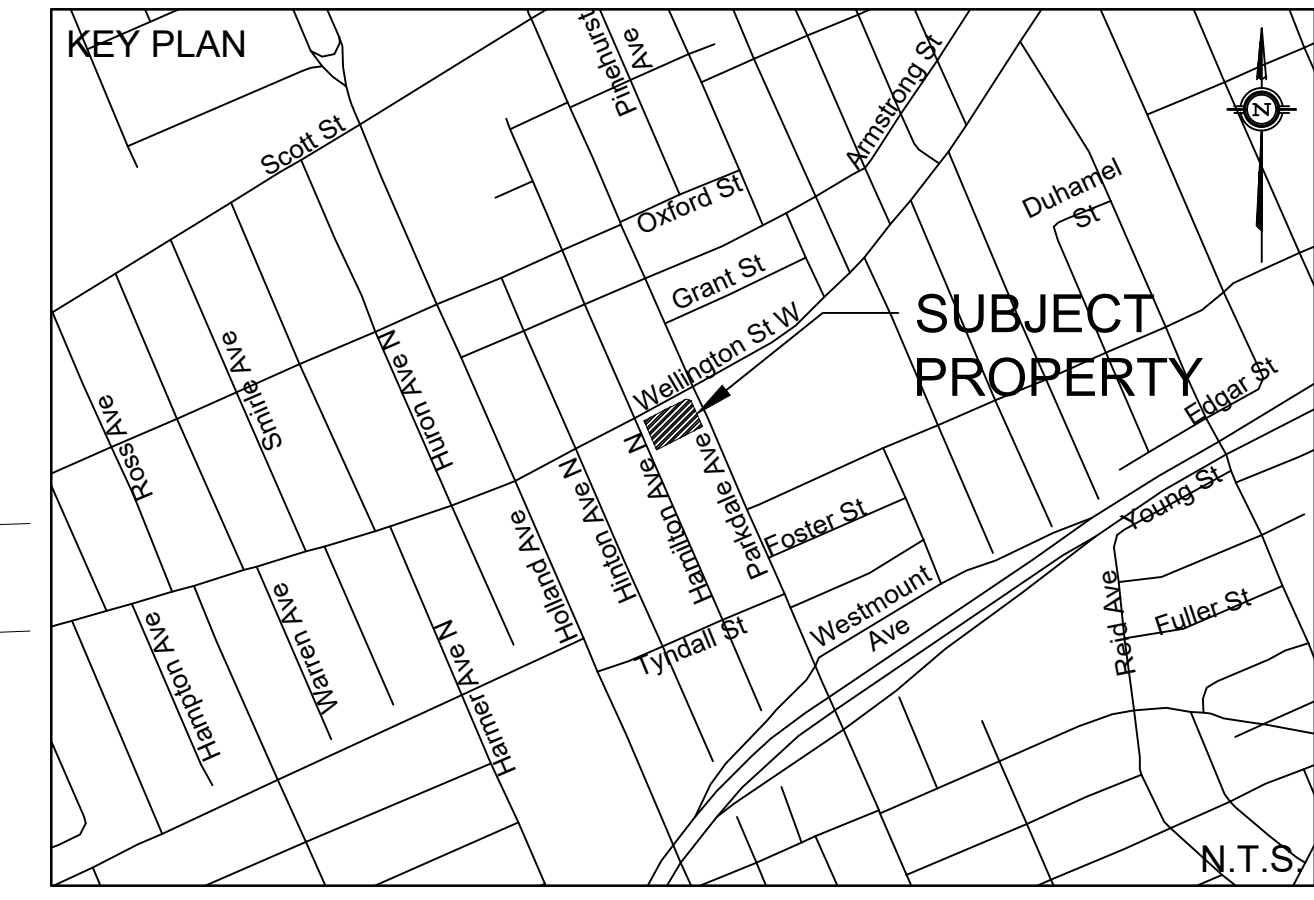 KEY PLAN
Pinehurst
Ave
Armstrong St
N
Scott St
Oxford St
Duhamel
St
Grant St
Wellington St W
SUBJECT
PROPERTY
Edgar St
Ross Ave
Smirle Ave
Huron Ave N
Holland Ave
Hinton Ave N
Hamilton Ave N
Parkdale Ave
Foster St
Young St
Westmount
Ave
Reid Ave
Fuller St
Tyndall St
Hampton Ave
Warren Ave
Harmer Ave N
N.T.S.